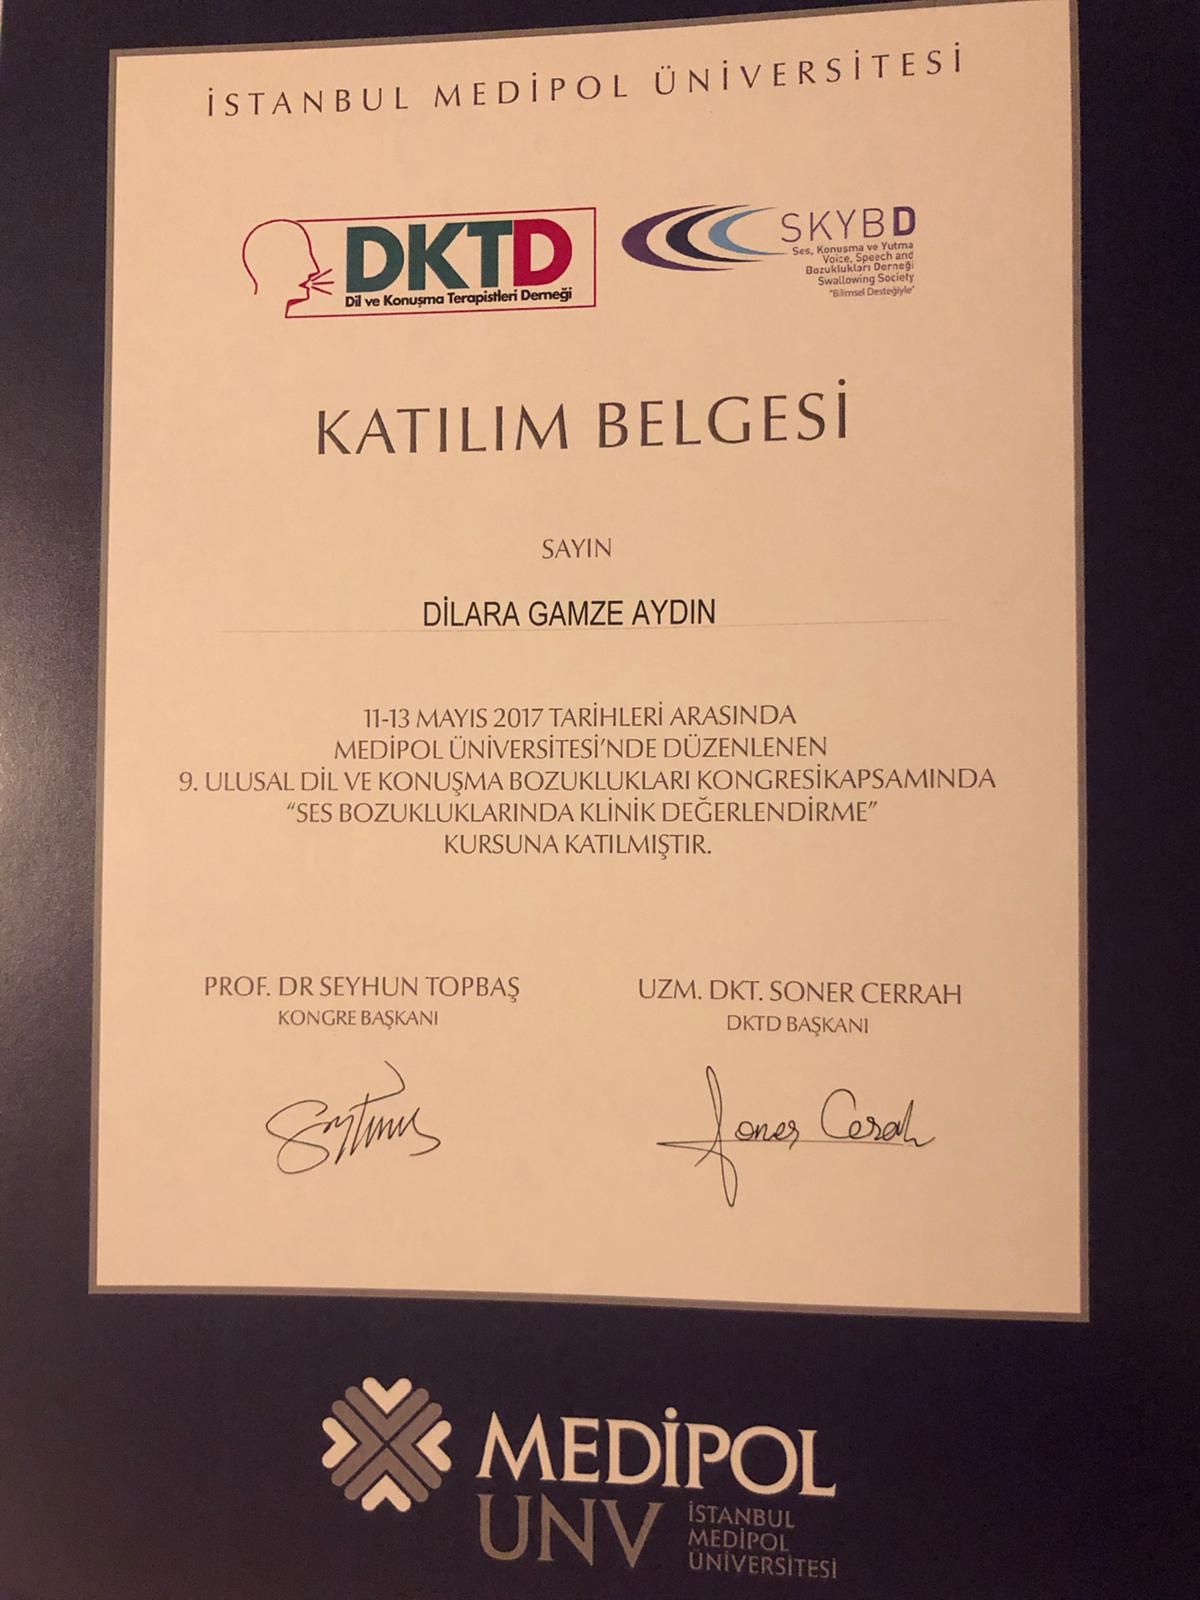 İSTANBUL MEDİPOL ÜNİVERSİTESİ
DKTD
Dil ve Konuşma Terapistleri Derneği
SKYBD
Ses, Konuşma ve Yutma
Voice, Speech and
Bozuklukları Derneği
Swallowing Society
"Bilimsel Desteğiyle"
KATILIM BELGESİ
SAYIN
DİLARA GAMZE AYDIN
11-13 MAYIS 2017 TARİHLERİ ARASINDA
MEDİPOL ÜNİVERSİTESİ'NDE DÜZENLENEN
9. ULUSAL DİL VE KONUŞMA BOZUKLUKLARI KONGRESİKAPSAMINDA
“SES BOZUKLUKLARINDA KLİNİK DEĞERLENDİRME”
KURSUNA KATILMIŞTIR.
PROF. DR SEYHUN TOPBAŞ
KONGRE BAŞKANI
UZM. DKT. SONER CERRAH
DKTD BAŞKANI
Soner Cerrah
MEDİPOL
UNV
İSTANBUL
MEDİPOL
ÜNİVERSİTESİ